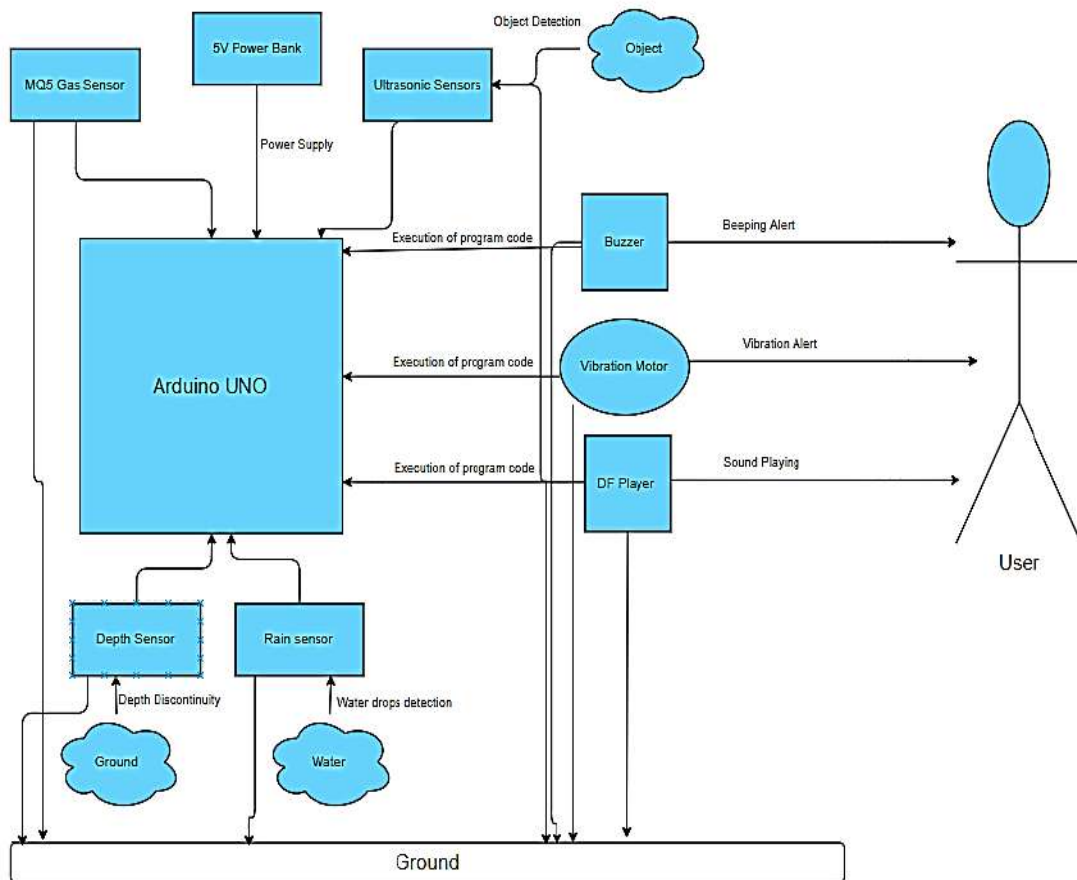 Object Detection
5V Power Bank
Object
MQ5 Gas Sensor
Ultrasonic Sensors
Power Supply
Execution of program code
Buzzer
Beeping Alert
Vibration Alert
Execution of program code
Vibration Motor
Arduino UNO
Execution of program code
DF Player
Sound Playing
User
Depth Sensor
Rain sensor
Depth Discontinuity
Water drops detection
Ground
Water
Ground